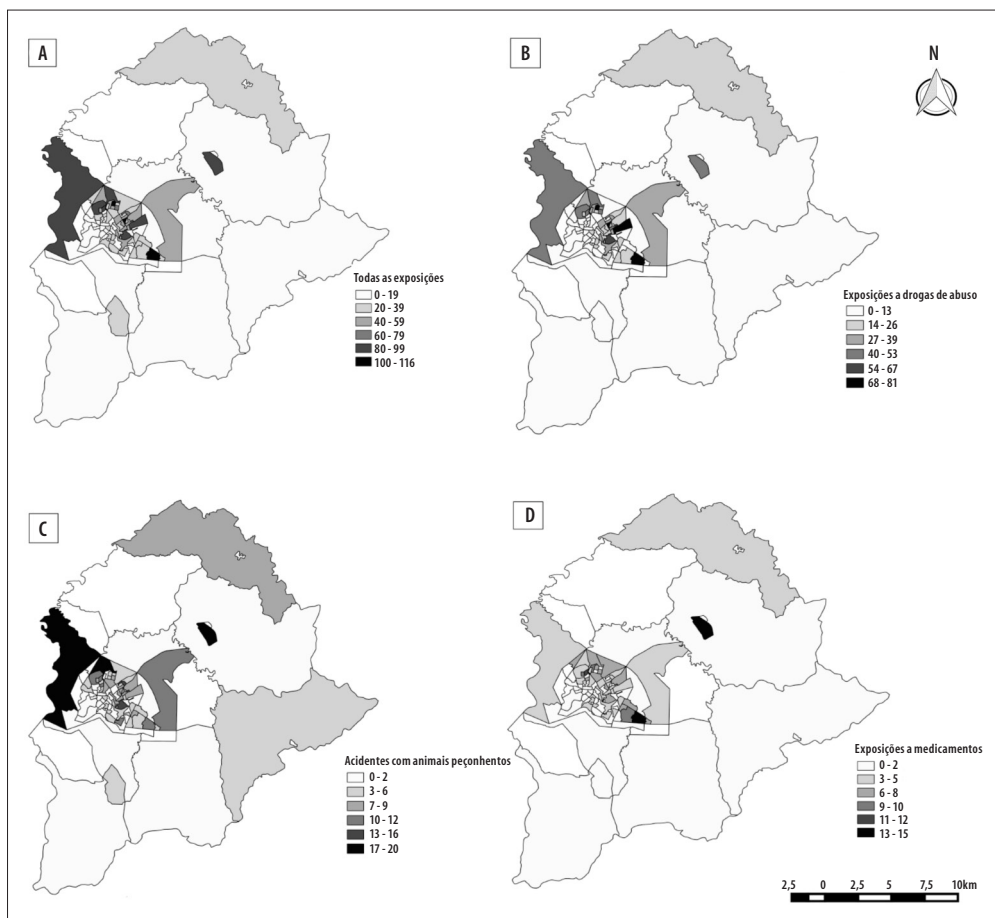 A
Todas as exposições
0 - 19
20 - 39
40 - 59
60 - 79
80 - 99
100 - 116
B
N
Exposições a drogas de abuso
0 - 13
14 - 26
27 - 39
40 - 53
54 - 67
68 - 81
C
Acidentes com animais peçonhentos
0 - 2
3 - 6
7 - 9
10 - 12
13 - 16
17 - 20
D
Exposições a medicamentos
0 - 2
3 - 5
6 - 8
9 - 10
11 - 12
13 - 15
2,5 0 2,5 5 7,5 10km